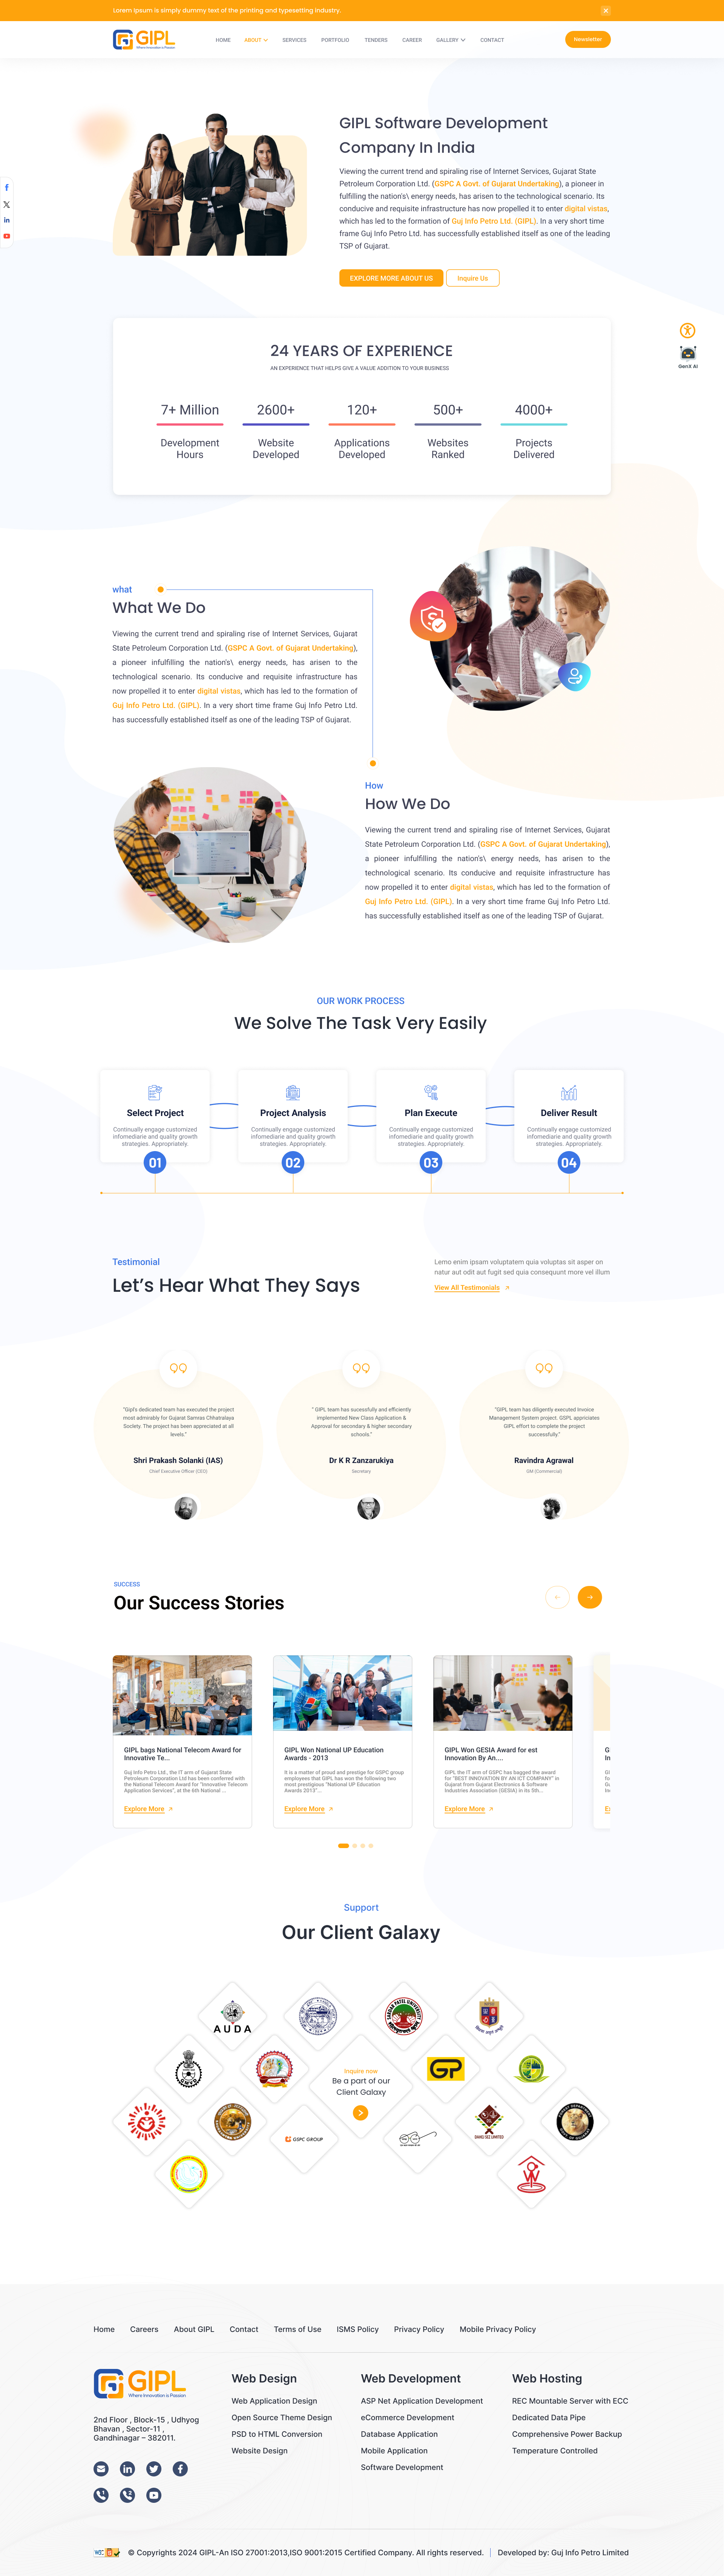 Lorem Ipsum is simply dummy text of the printing and typesetting industry.
GIPL
Where Innovation is Passion
HOME
ABOUT
SERVICES
PORTFOLIO
TENDERS
CAREER
GALLERY
CONTACT
Newsletter
GIPL Software Development
Company In India
Viewing the current trend and spiraling rise of Internet Services, Gujarat State
Petroleum Corporation Ltd. (GSPC A Govt. of Gujarat Undertaking), a pioneer in
fulfilling the nation's\ energy needs, has arisen to the technological scenario. Its
conducive and requisite infrastructure has now propelled it to enter digital vistas,
which has led to the formation of Guj Info Petro Ltd. (GIPL). In a very short time
frame Guj Info Petro Ltd. has successfully established itself as one of the leading
TSP of Gujarat.
EXPLORE MORE ABOUT US
Inquire Us
GenX Ai
24 YEARS OF EXPERIENCE
AN EXPERIENCE THAT HELPS GIVE A VALUE ADDITION TO YOUR BUSINESS
7+ Million
2600+
120+
500+
4000+
Development
Hours
Website
Developed
Applications
Developed
Websites
Ranked
Projects
Delivered
what
What We Do
Viewing the current trend and spiraling rise of Internet Services, Gujarat
State Petroleum Corporation Ltd. (GSPC A Govt. of Gujarat Undertaking),
a pioneer infulfilling the nation's\ energy needs, has arisen to the
technological scenario. Its conducive and requisite infrastructure has
now propelled it to enter digital vistas, which has led to the formation of
Guj Info Petro Ltd. (GIPL). In a very short time frame Guj Info Petro Ltd.
has successfully established itself as one of the leading TSP of Gujarat.
How
How We Do
Viewing the current trend and spiraling rise of Internet Services, Gujarat
State Petroleum Corporation Ltd. (GSPC A Govt. of Gujarat Undertaking),
a pioneer infulfilling the nation's\ energy needs, has arisen to the
technological scenario. Its conducive and requisite infrastructure has
now propelled it to enter digital vistas, which has led to the formation of
Guj Info Petro Ltd. (GIPL). In a very short time frame Guj Info Petro Ltd.
has successfully established itself as one of the leading TSP of Gujarat.
OUR WORK PROCESS
We Solve The Task Very Easily
Select Project
Continually engage customized
infomediarie and quality growth
strategies. Appropriately.
01
Project Analysis
Continually engage customized
infomediarie and quality growth
strategies. Appropriately.
02
Plan Execute
Continually engage customized
infomediarie and quality growth
strategies. Appropriately.
03
Deliver Result
Continually engage customized
infomediarie and quality growth
strategies. Appropriately.
04
Testimonial
Let's Hear What They Says
Lemo enim ipsam voluptatem quia voluptas sit asper on
natur aut odit aut fugit sed quia consequunt more vel illum
View All Testimonials
"Gipl's dedicated team has executed the project
most admirably for Gujarat Samras Chhatralaya
Society. The project has been appreciated at all
levels."
Shri Prakash Solanki (IAS)
Chief Executive Officer (CEO)
" GIPL team has sucessfully and efficiently
implemented New Class Application &
Approval for secondary & higher secondary
schools."
Dr K R Zanzarukiya
Secretary
"GIPL team has diligently executed Invoice
Management System project. GSPL appriciates
GIPL effort to complete the project
successfully."
Ravindra Agrawal
GM (Commercial)
SUCCESS
Our Success Stories
GIPL bags National Telecom Award for
Innovative Te...
Guj Info Petro Ltd., the IT arm of Gujarat State
Petroleum Corporation Ltd has been conferred with
the National Telecom Award for "Innovative Telecom
Application Services", at the 6th National ...
Explore More
GIPL Won National UP Education
Awards - 2013
It is a matter of proud and prestige for GSPC group
employees that GIPL has won the following two
most prestigious "National UP Education
Awards 2013"...
Explore More
GIPL Won GESIA Award for est
Innovation By An....
GIPL the IT arm of GSPC has bagged the award
for "BEST INNOVATION BY AN ICT COMPANY" in
Gujarat from Gujarat Electronics & Software
Industries Association (GESIA) in its 5th...
Explore More
Support
Our Client Galaxy
AUDA
SARDAR PATEL UNIVERSITY
Inquire now
Be a part of our
Client Galaxy
GP
GSPC GROUP
DAHEJ SEZ LIMITED
Home
Careers
About GIPL
Contact
Terms of Use
ISMS Policy
Privacy Policy
Mobile Privacy Policy
GIPL
Where Innovation is Passion
2nd Floor , Block-15 , Udhyog
Bhavan , Sector-11 ,
Gandhinagar – 382011.
Web Design
Web Application Design
Open Source Theme Design
PSD to HTML Conversion
Website Design
Web Development
ASP Net Application Development
eCommerce Development
Database Application
Mobile Application
Software Development
Web Hosting
REC Mountable Server with ECC
Dedicated Data Pipe
Comprehensive Power Backup
Temperature Controlled
© Copyrights 2024 GIPL-An ISO 27001:2013,ISO 9001:2015 Certified Company. All rights reserved.
Developed by: Guj Info Petro Limited